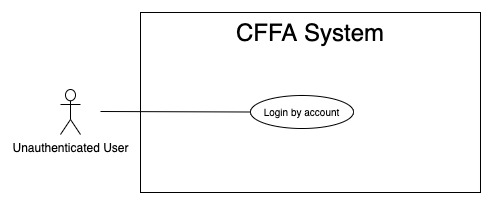 CFFA System
Login by account
Unauthenticated User